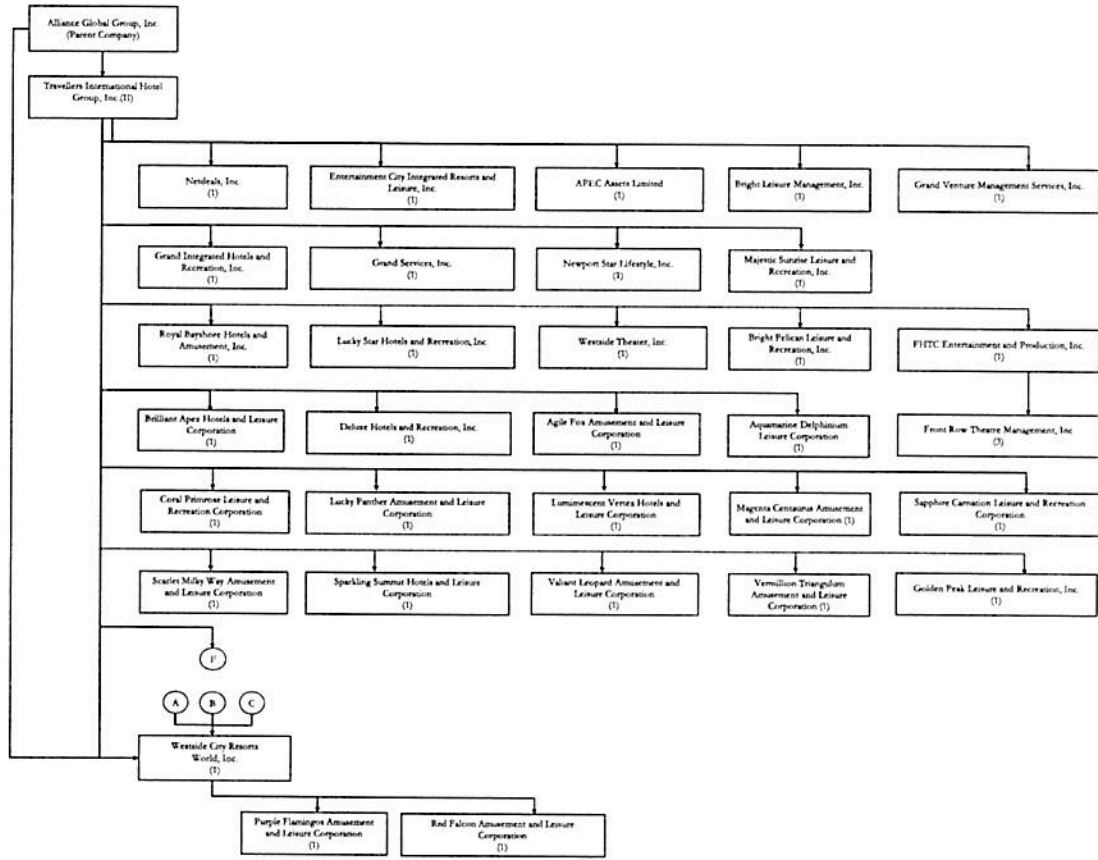 Alliance Global Group, Inc.
(Parent Company)
Travellers International Hotel
Group, Inc.(II)
Netdeals, Inc.
(1)
Entertainment City Integrated Resorts and
Leisure, Inc.
(1)
APEC Assets Limited
(1)
Bright Leisure Management, Inc.
(1)
Grand Venture Management Services, Inc.
(1)
Grand Integrated Hotels and
Recreation, Inc.
(1)
Grand Services, Inc.
(1)
Newport Star Lifestyle, Inc.
(1)
Majestic Sunrise Leisure and
Recreation, Inc.
(1)
Royal Bayshore Hotels and
Amusement, Inc.
(1)
Lucky Star Hotels and Recreation, Inc
(1)
Westside Theater, Inc.
(1)
Bright Pelican Leisure and
Recreation, Inc.
(1)
FHTC Entertainment and Production, Inc.
(1)
Brilliant Apex Hotels and Leisure
Corporation
(1)
Deluxe Hotels and Recreation, Inc.
(1)
Agile Fox Amusement and Leisure
Corporation
(1)
Aquamarine Delphinium
Leisure Corporation
(1)
Front Row Theatre Management, Inc
(3)
Coral Primrose Leisure and
Recreation Corporation
(1)
Lucky Panther Amusement and Leisure
Corporation
(1)
Lumunescent Vertex Hotels and
Leisure Corporation
(1)
Magenta Centaurus Amusement
and Leisure Corporation (1)
Sapphire Carnation Leisure and Recreation
Corporation
(1)
Scarlet Milky Way Amusement
and Leisure Corporation
(1)
Sparkling Summit Hotels and Leisure
Corporation
(1)
Valiant Leopard Amusement and
Leisure Corporation
(1)
Vermillion Triangulum
Amusement and Leisure
Corporation (1)
Golden Peak Leisure and Recreation, Inc.
(1)
F
A B C
Westside City Resorts
World, Inc.
(1)
Purple Flamingos Amusement
and Leisure Corporation
(1)
Red Falcon Amusement and Leisure
Corporation
(1)